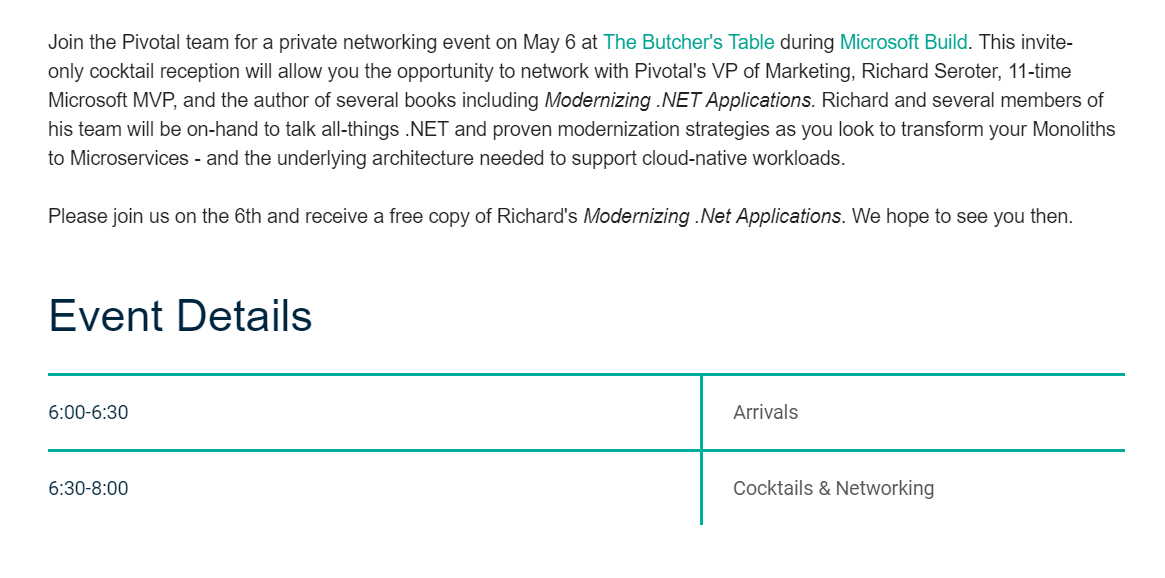 Join the Pivotal team for a private networking event on May 6 at The Butcher's Table during Microsoft Build. This invite-
only cocktail reception will allow you the opportunity to network with Pivotal's VP of Marketing, Richard Seroter, 11-time
Microsoft MVP, and the author of several books including Modernizing .NET Applications. Richard and several members of
his team will be on-hand to talk all-things .NET and proven modernization strategies as you look to transform your Monoliths
to Microservices - and the underlying architecture needed to support cloud-native workloads.
Please join us on the 6th and receive a free copy of Richard's Modernizing .Net Applications. We hope to see you then.
Event Details
6:00-6:30 Arrivals
6:30-8:00 Cocktails & Networking